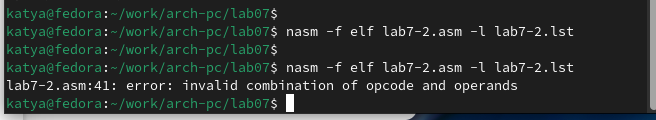 katya@fedora:~/work/arch-pc/lab07$
katya@fedora:~/work/arch-pc/lab07$ nasm -f elf lab7-2.asm -l lab7-2.lst
katya@fedora:~/work/arch-pc/lab07$
katya@fedora:~/work/arch-pc/lab07$ nasm -f elf lab7-2.asm -l lab7-2.lst
lab7-2.asm:41: error: invalid combination of opcode and operands
katya@fedora:~/work/arch-pc/lab07$